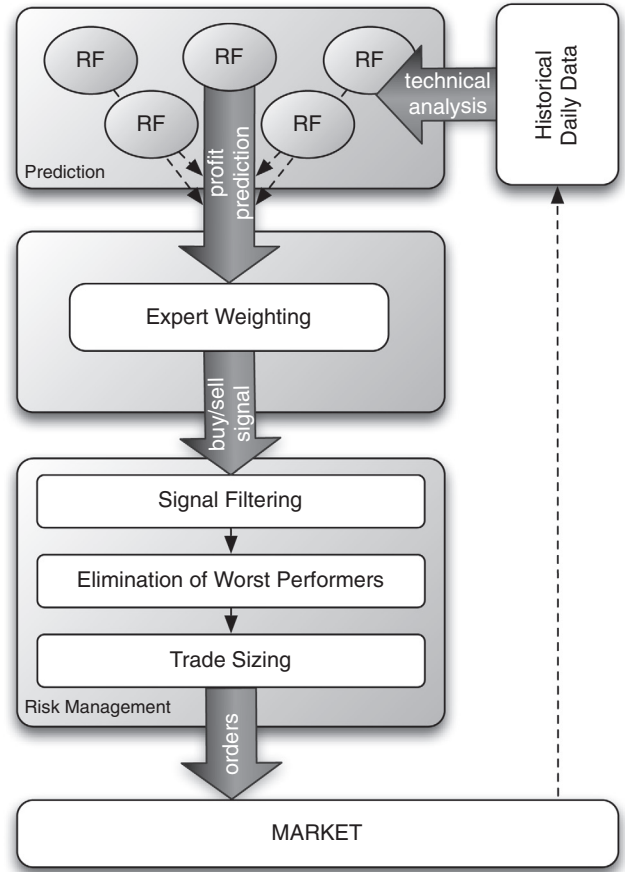 RF
RF
RF
RF
RF
technical
analysis
Historical
Daily Data
profit
prediction
Prediction
Expert Weighting
buy/sell
signal
Signal Filtering
Elimination of Worst Performers
Trade Sizing
Risk Management
orders
MARKET